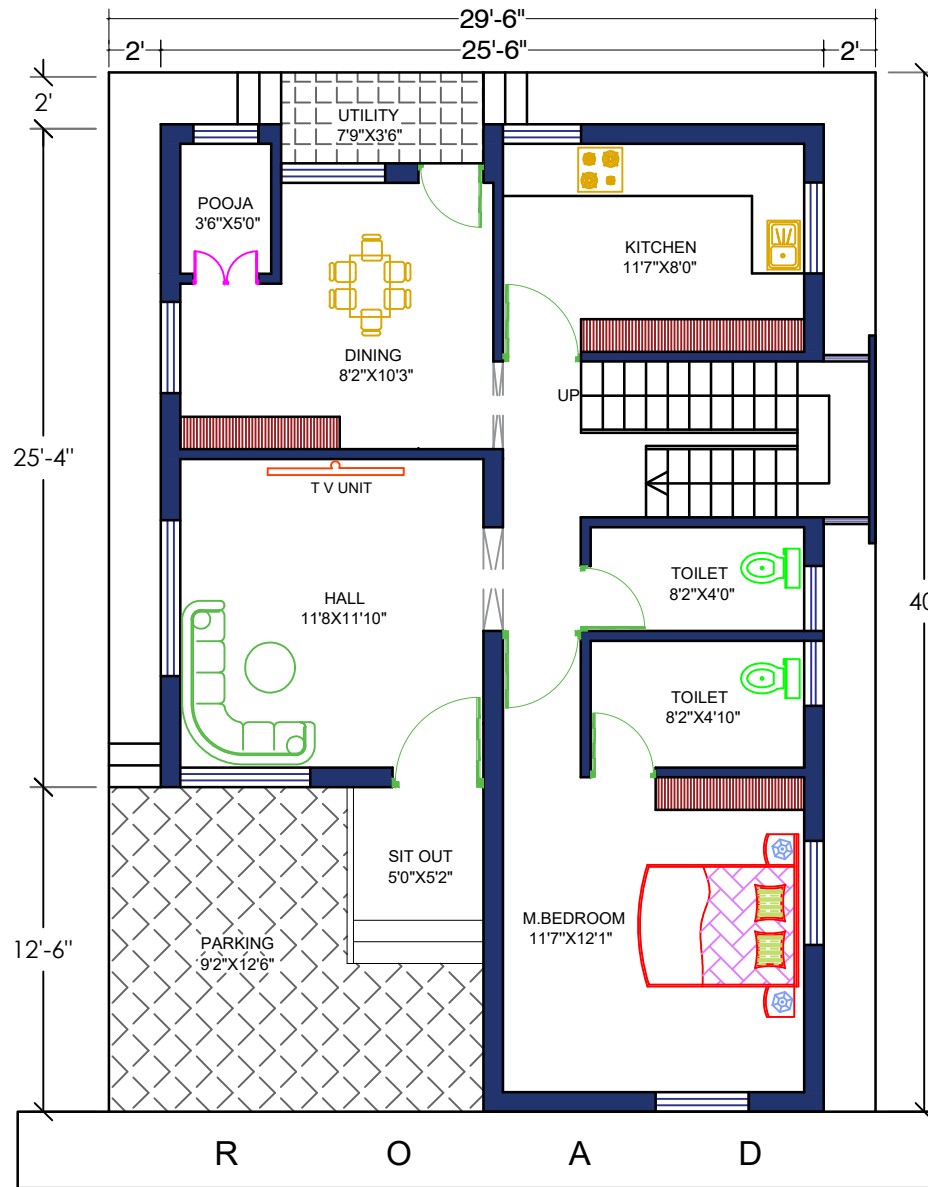 29'-6"
2'
25'-6"
2'
2'
UTILITY
7'9"X3'6"
POOJA
3'6"X5'0"
KITCHEN
11'7"X8'0"
DINING
8'2"X10'3"
UP
25'-4"
T V UNIT
TOILET
8'2"X4'0"
HALL
11'8X11'10"
40
TOILET
8'2"X4'10"
SIT OUT
5'0"X5'2"
M.BEDROOM
11'7"X12'1"
PARKING
9'2"X12'6"
12'-6"
R O A D